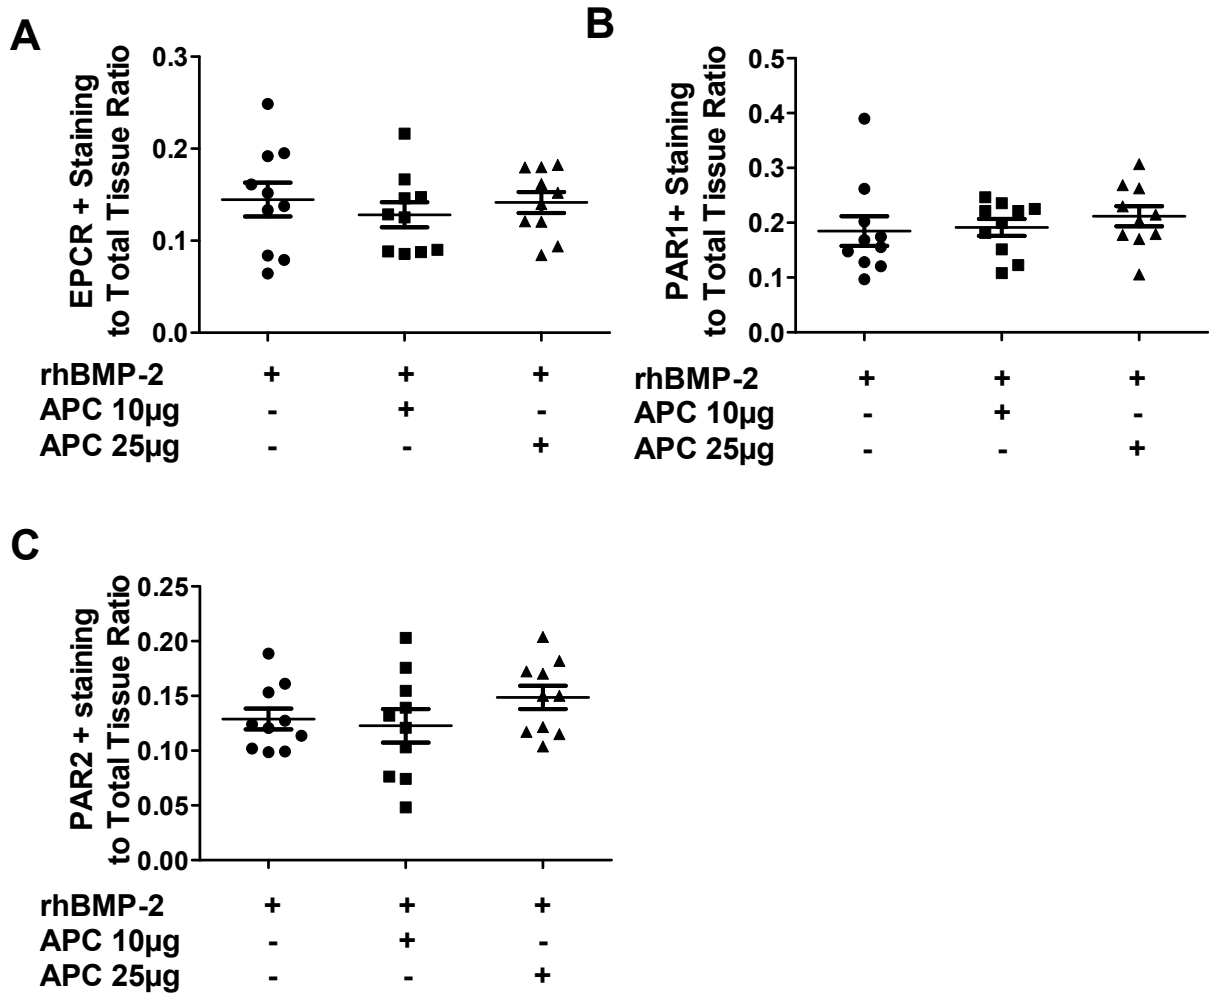 A
EPCR + Staining
to Total Tissue Ratio
0.3
0.2
0.1
0.0
rhBMP-2 + + +
APC 10µg - + -
APC 25µg - - +
B
PAR1+ Staining
to Total Tissue Ratio
0.5
0.4
0.3
0.2
0.1
0.0
rhBMP-2 + + +
APC 10µg - + -
APC 25µg - - +
C
PAR2 + staining
to Total Tissue Ratio
0.25
0.20
0.15
0.10
0.05
0.00
rhBMP-2 + + +
APC 10µg - + -
APC 25µg - - +